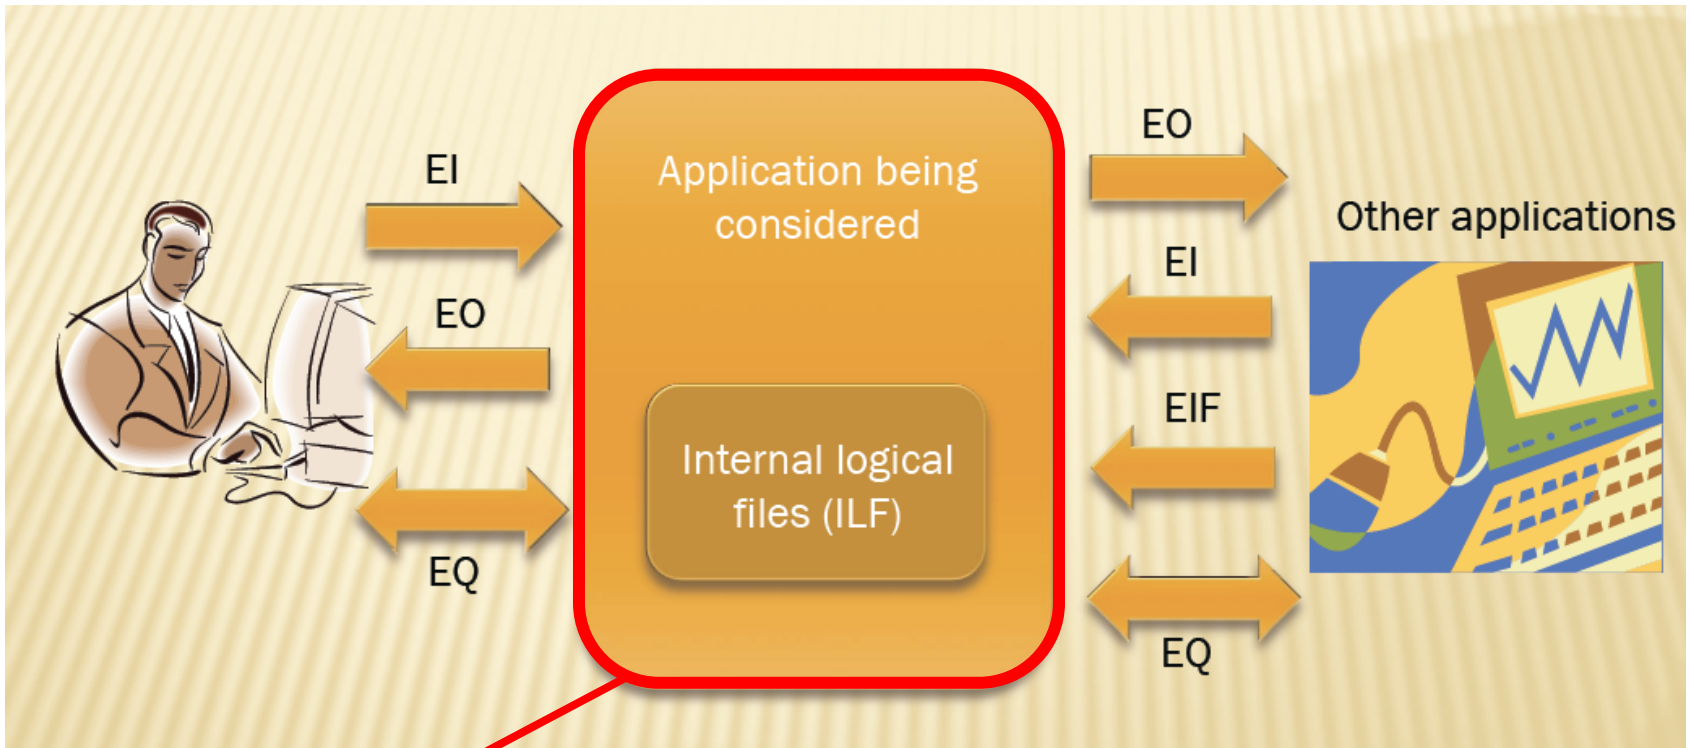 EI
EO
EQ
Application being
considered
Internal logical
files (ILF)
EO
EI
EIF
EQ
Other applications